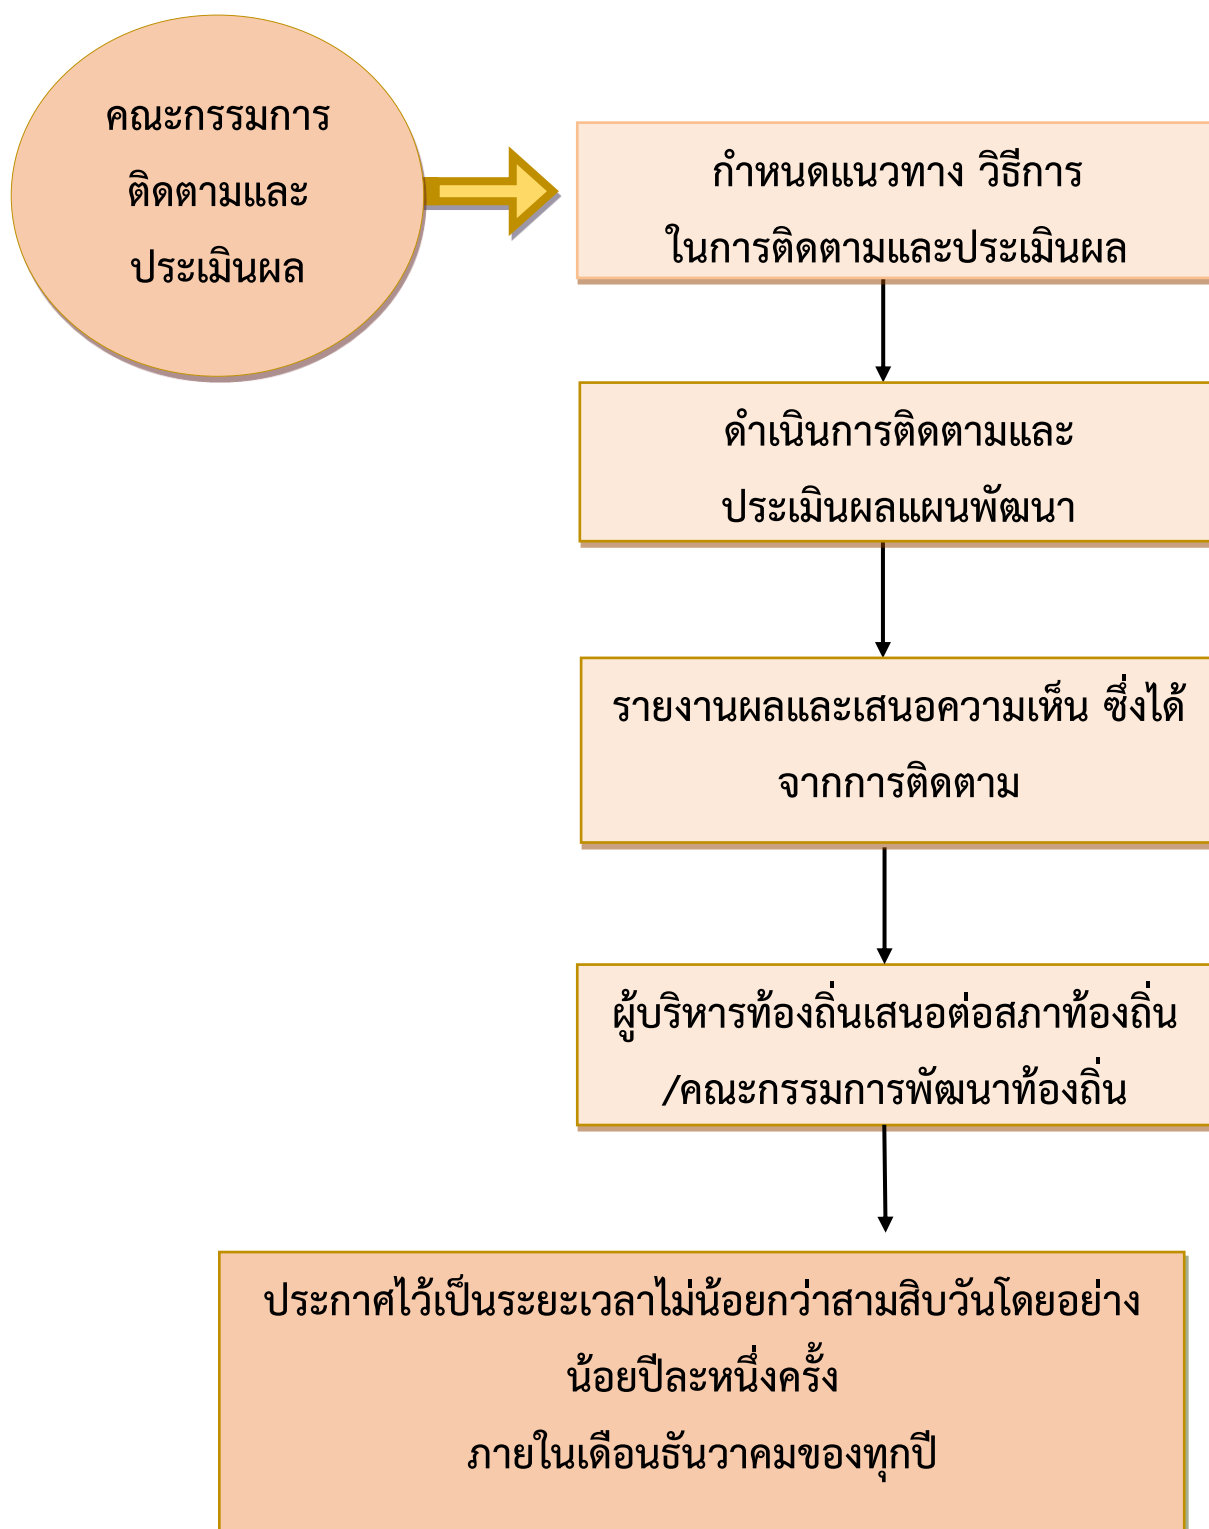 คณะกรรมการ
ติดตามและ
ประเมินผล
กำหนดแนวทาง วิธีการ
ในการติดตามและประเมินผล
ดำเนินการติดตามและ
ประเมินผลแผนพัฒนา
รายงานผลและเสนอความเห็น ซึ่งได้
จากการติดตาม
ผู้บริหารท้องถิ่นเสนอต่อสภาท้องถิ่น
/คณะกรรมการพัฒนาท้องถิ่น
ประกาศไว้เป็นระยะเวลาไม่น้อยกว่าสามสิบวันโดยอย่าง
น้อยปีละหนึ่งครั้ง
ภายในเดือนธันวาคมของทุกปี